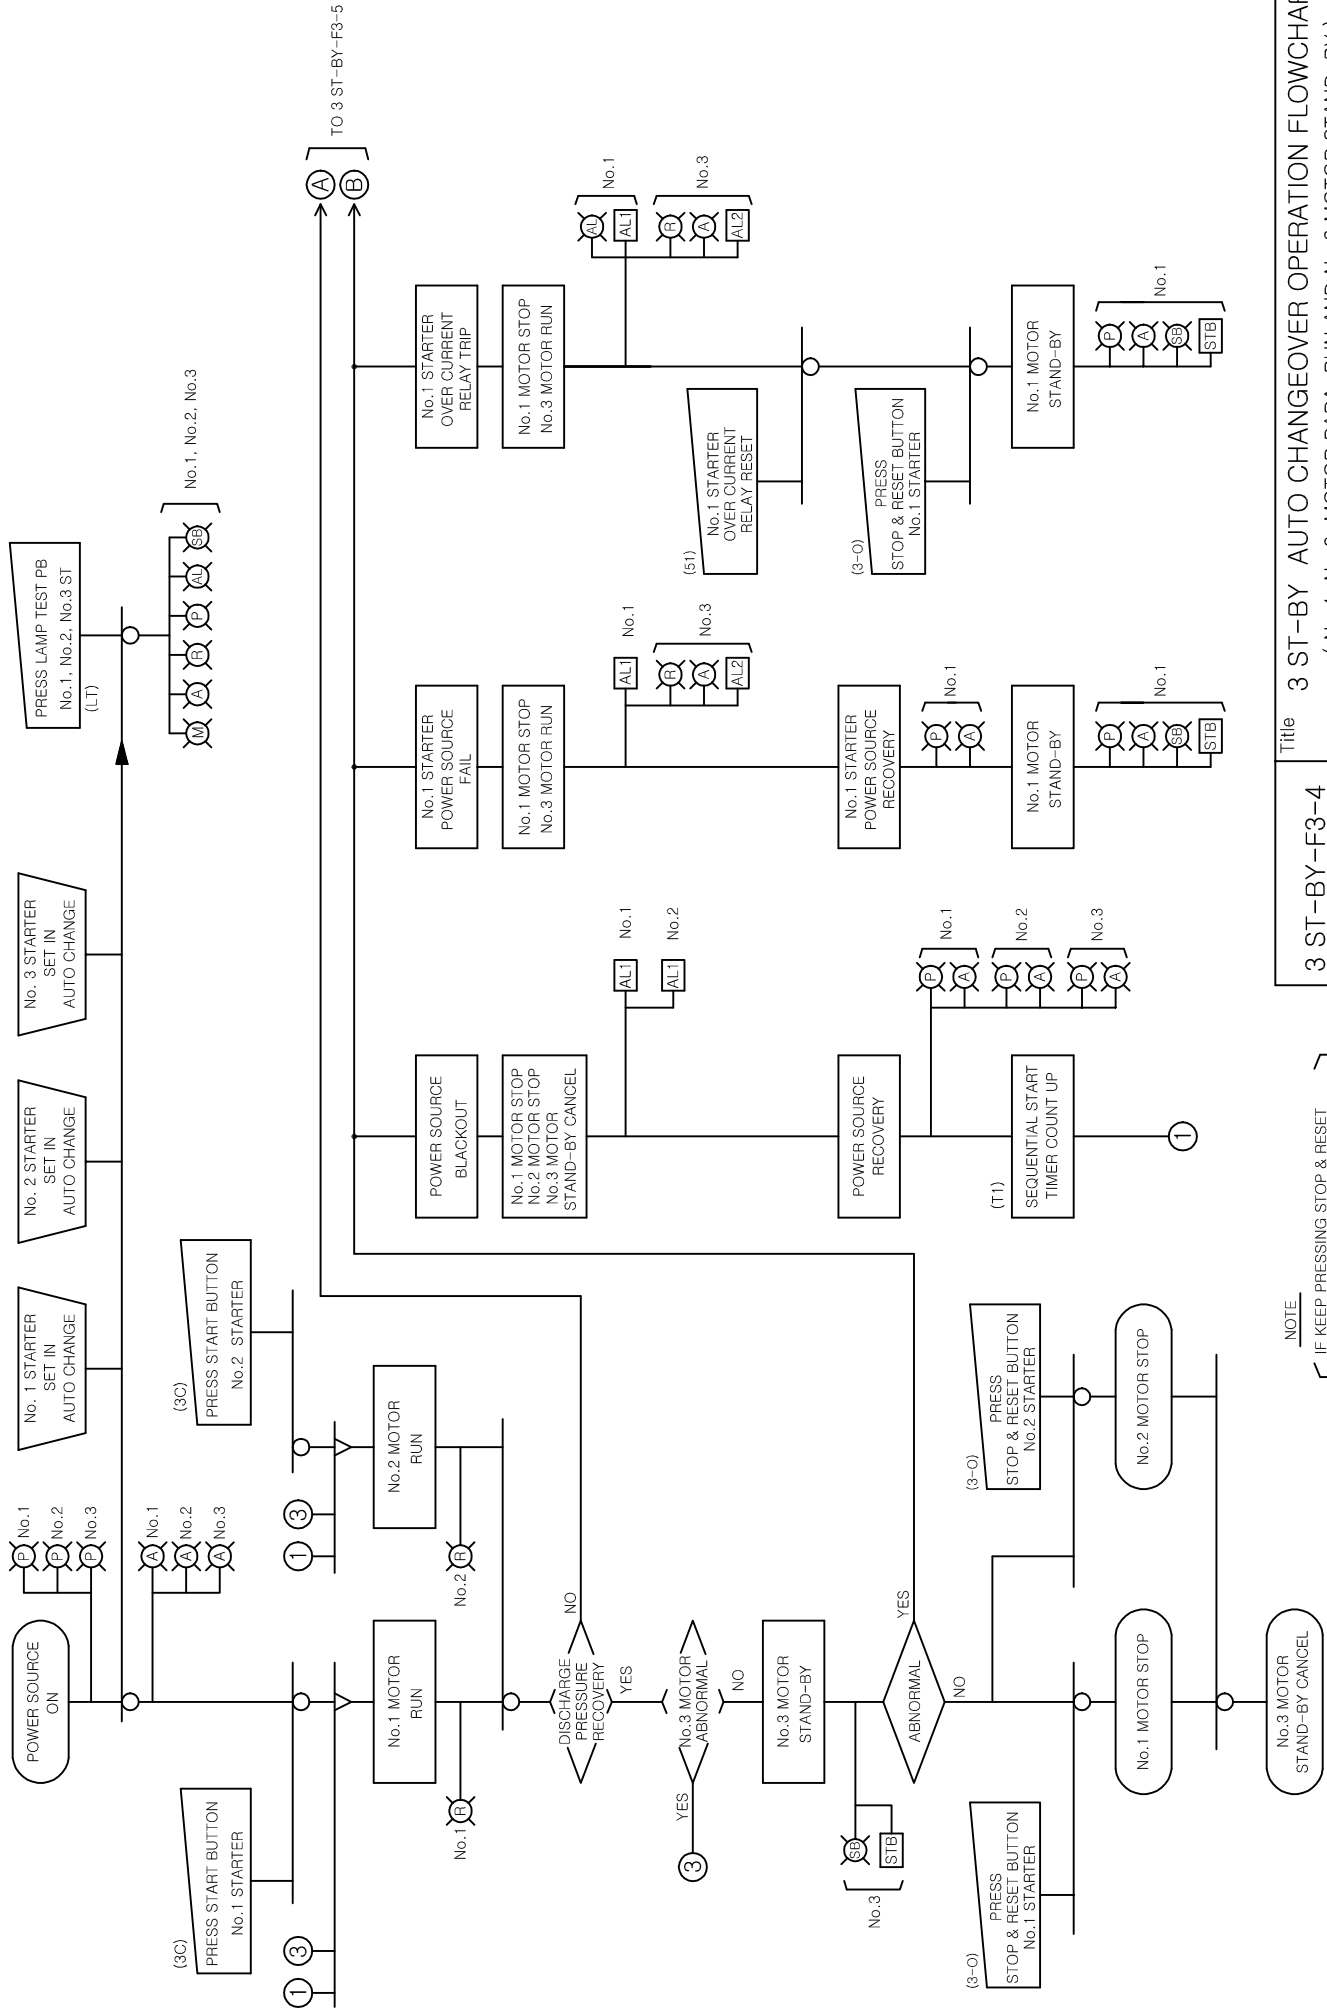 POWER SOURCE
ON
P No.1
P No.2
P No.3
A No.1
A No.2
A No.3
No. 1 STARTER
SET IN
AUTO CHANGE
No. 2 STARTER
SET IN
AUTO CHANGE
No. 3 STARTER
SET IN
AUTO CHANGE
PRESS LAMP TEST PB
No.1, No.2, No.3 ST
(LT)
M A R P AL SB
No.1, No.2, No.3
(3C)
PRESS START BUTTON
No.1 STARTER
1 3
(3C)
PRESS START BUTTON
No.2 STARTER
1 3
No.1 MOTOR
RUN
No.1 R
No.2 MOTOR
RUN
No.2 R
DISCHARGE
PRESSURE
RECOVERY
NO
YES
No.3 MOTOR
ABNORMAL
YES
3
NO
No.3 MOTOR
STAND-BY
SB
STB
No.3
ABNORMAL
YES
NO
(3-O)
PRESS
STOP & RESET BUTTON
No.1 STARTER
(3-O)
PRESS
STOP & RESET BUTTON
No.2 STARTER
No.1 MOTOR STOP
No.2 MOTOR STOP
No.3 MOTOR
STAND-BY CANCEL
A
B
TO 3 ST-BY-F3-5
POWER SOURCE
BLACKOUT
No.1 MOTOR STOP
No.2 MOTOR STOP
No.3 MOTOR
STAND-BY CANCEL
AL1 No.1
AL1 No.2
POWER SOURCE
RECOVERY
P
A
No.1
P
A
No.2
P
A
No.3
(T1)
SEQUENTIAL START
TIMER COUNT UP
1
No.1 STARTER
POWER SOURCE
FAIL
No.1 MOTOR STOP
No.3 MOTOR RUN
AL1 No.1
R
A
AL2
No.3
No.1 STARTER
POWER SOURCE
RECOVERY
P
A
No.1
No.1 MOTOR
STAND-BY
P
A
SB
STB
No.1
No.1 STARTER
OVER CURRENT
RELAY TRIP
No.1 MOTOR STOP
No.3 MOTOR RUN
AL
AL1
No.1
R
A
AL2
No.3
(51)
No.1 STARTER
OVER CURRENT
RELAY RESET
(3-O)
PRESS
STOP & RESET BUTTON
No.1 STARTER
No.1 MOTOR
STAND-BY
P
A
SB
STB
No.1
NOTE
IF KEEP PRESSING STOP & RESET
3 ST-BY-F3-4
Title
3 ST-BY AUTO CHANGEOVER OPERATION